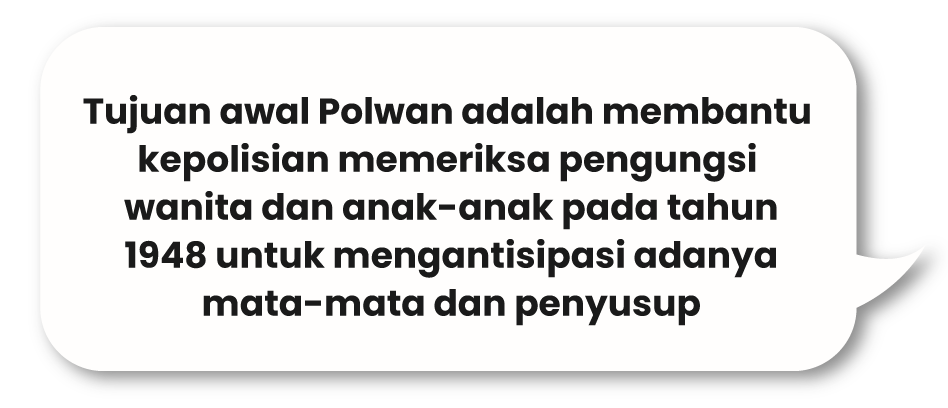 Tujuan awal Polwan adalah membantu
kepolisian memeriksa pengungsi
wanita dan anak-anak pada tahun
1948 untuk mengantisipasi adanya
mata-mata dan penyusup